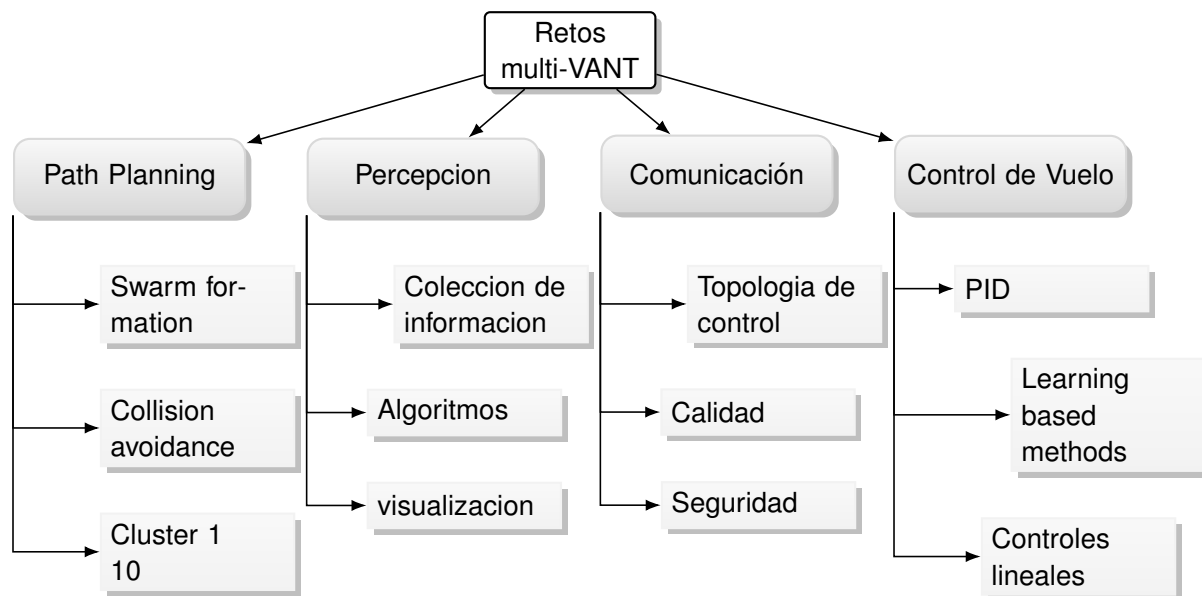 Retos
multi-VANT
Path Planning
Percepcion
Comunicación
Control de Vuelo
Swarm for-
mation
Collision
avoidance
Cluster 1
10
Coleccion de
informacion
Algoritmos
visualizacion
Topologia de
control
Calidad
Seguridad
PID
Learning
based
methods
Controles
lineales